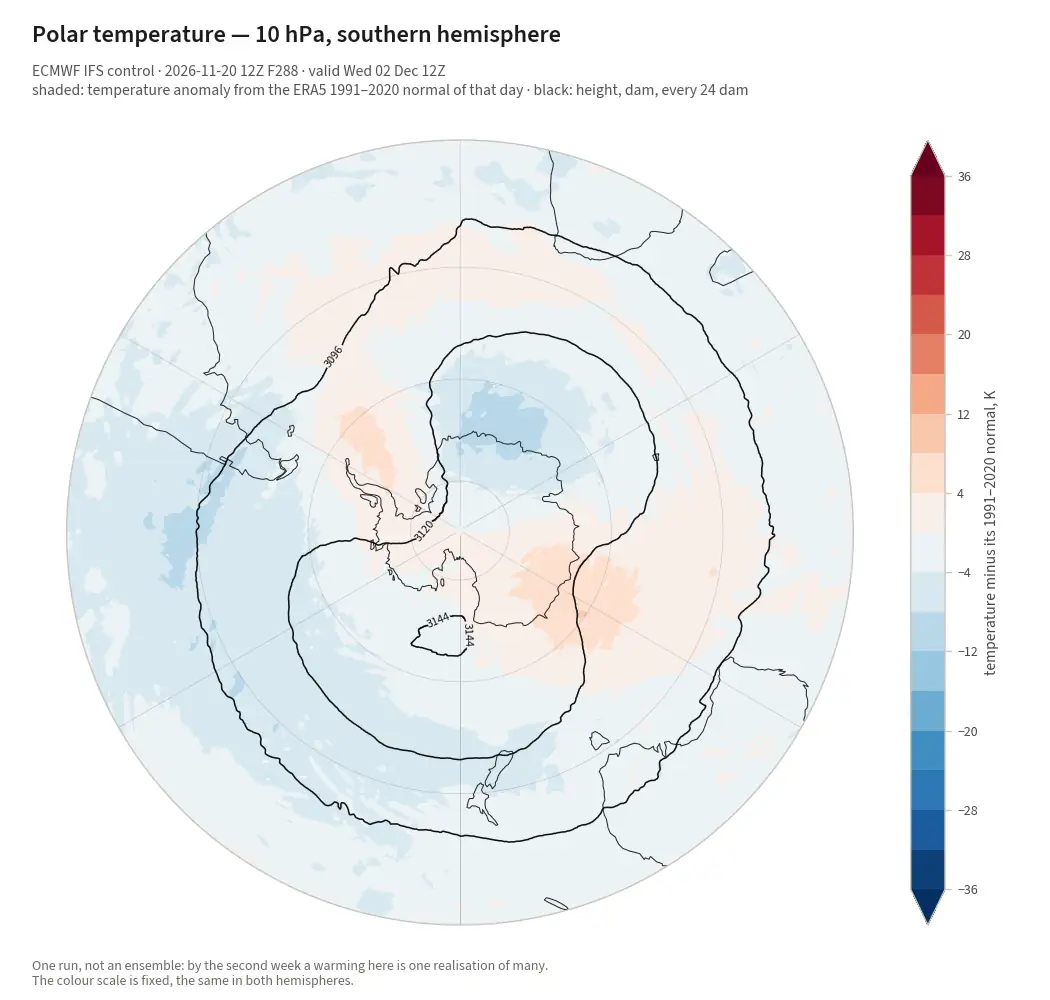 Polar temperature — 10 hPa, southern hemisphere
ECMWF IFS control · 2026-11-20 12Z F288 · valid Wed 02 Dec 12Z
shaded: temperature anomaly from the ERA5 1991–2020 normal of that day · black: height, dam, every 24 dam
36
28
20
12
4
−4
−12
−20
−28
−36
temperature minus its 1991–2020 normal, K
3096
3120
3144
3144
One run, not an ensemble: by the second week a warming here is one realisation of many.
The colour scale is fixed, the same in both hemispheres.